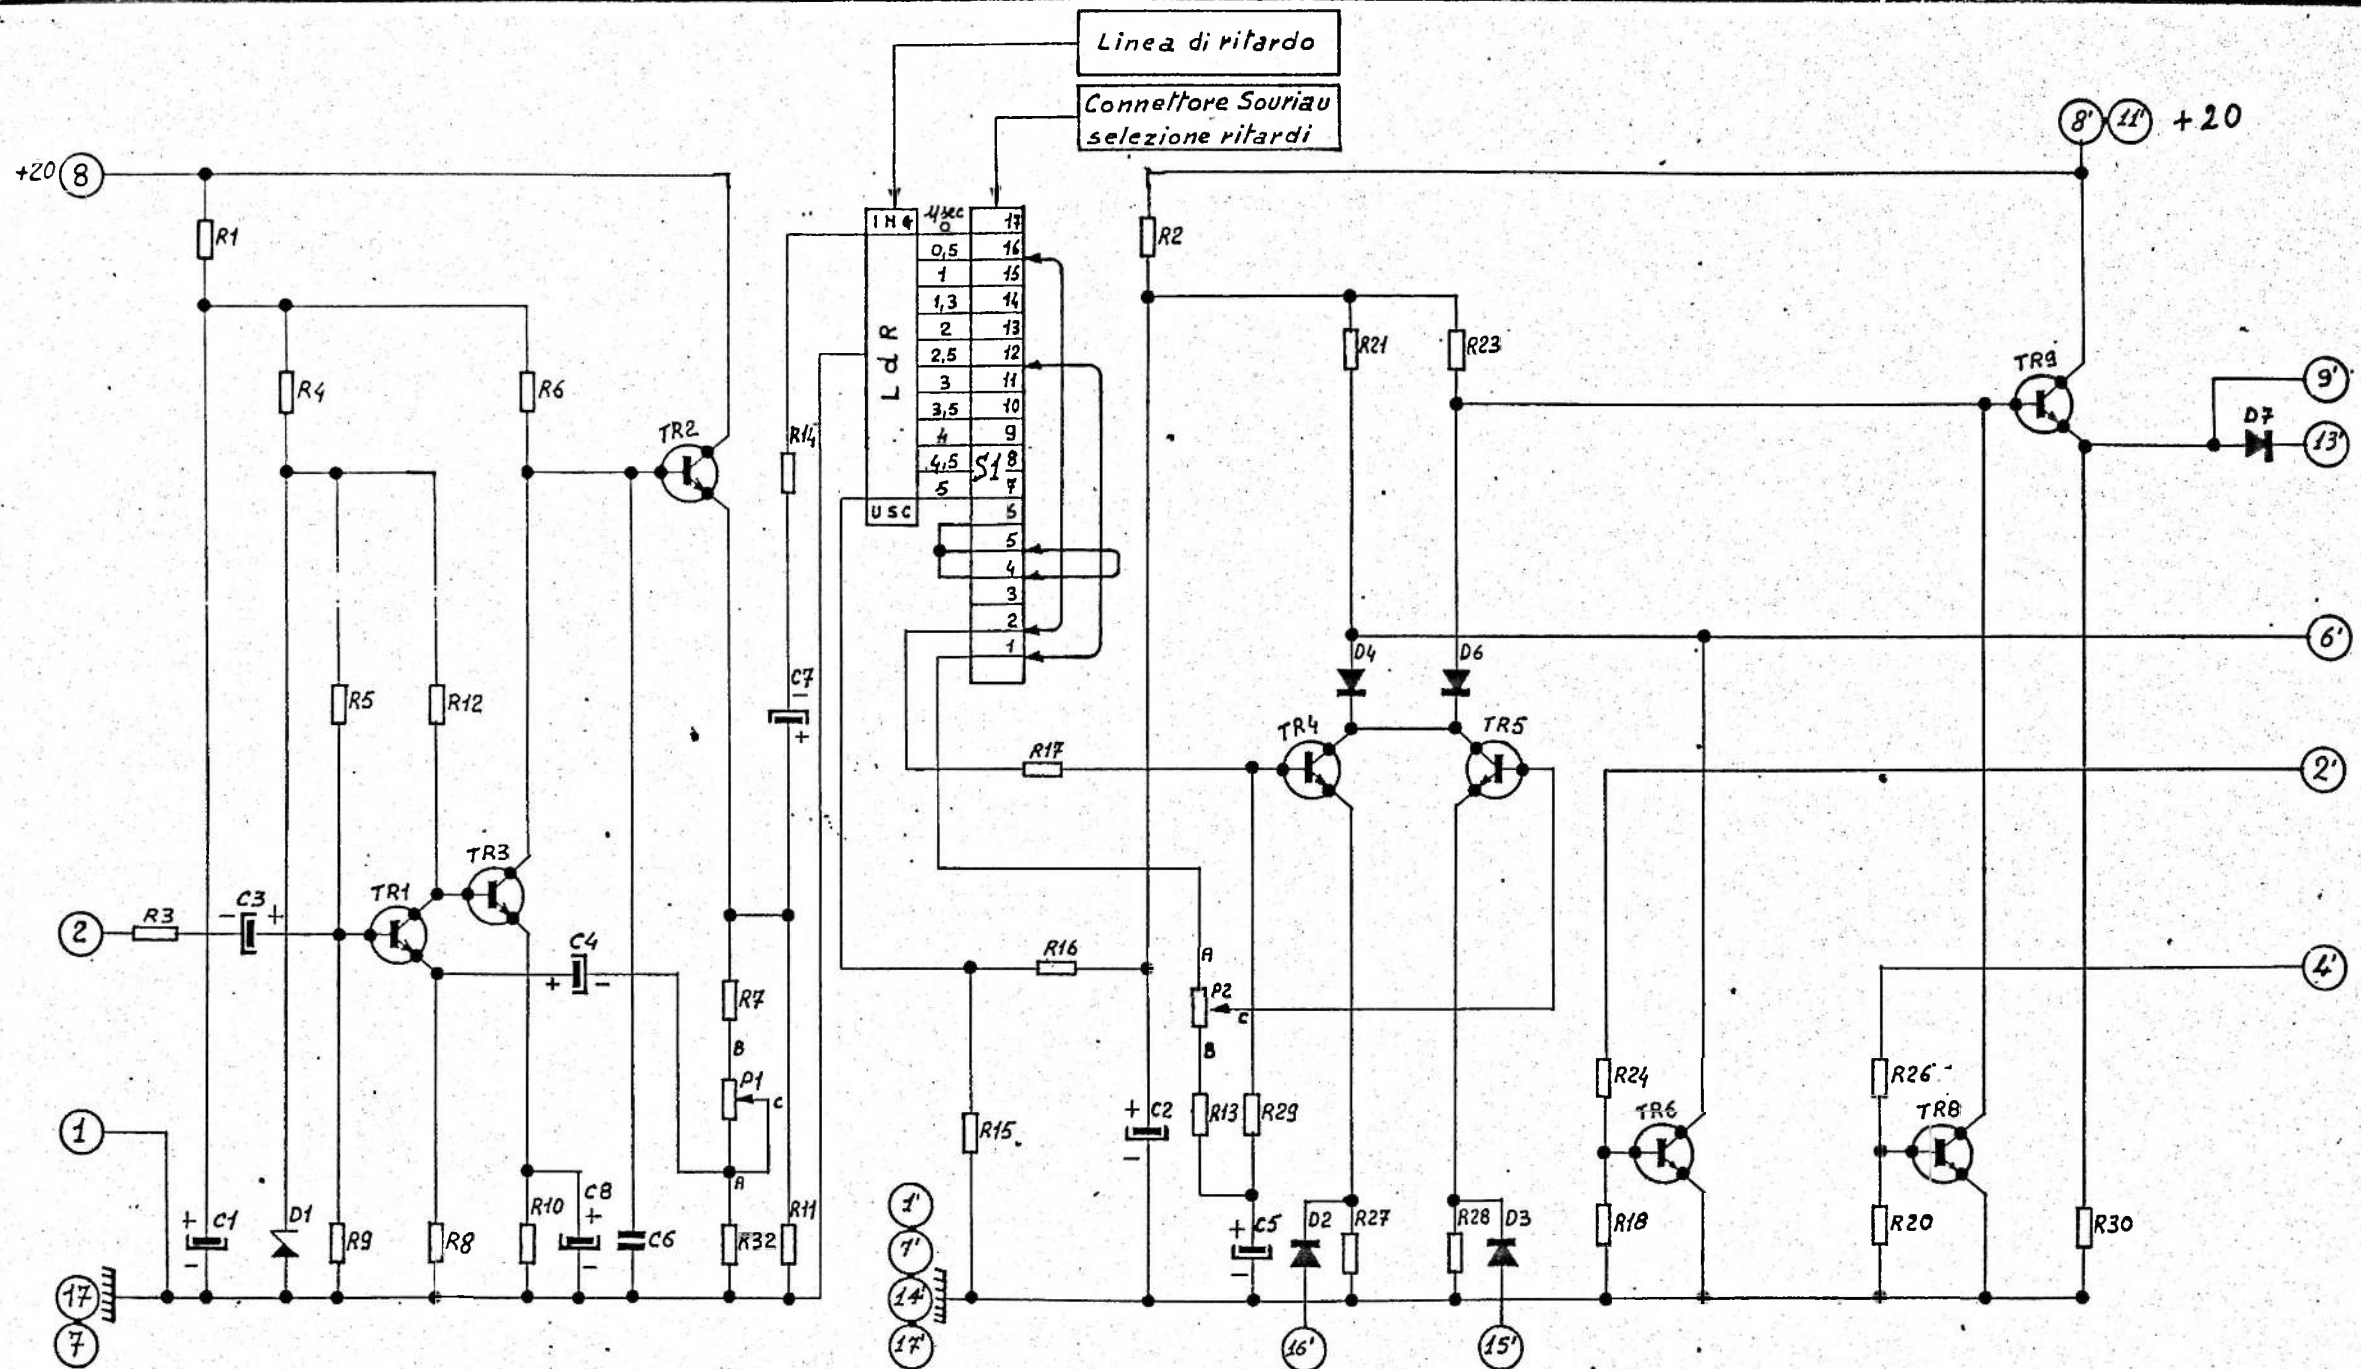 Linea di ritardo
Connettore Souriau
selezione ritardi
8' 11' +20
+20 8
R1
R2
ING μsec
0 17
0,5 16
1 15
1,3 14
2 13
2,5 12
3 11
3,5 10
4 9
4,5 S1 8
5 7
USC 6
5
4
3
2
1
LdR
R4
R6
TR2
R14
R21
R23
TR9
9'
D7
13'
6'
D4
D6
R5
R12
C7
-
+
R17
TR4
TR5
2'
TR3
TR1
2
R3
- C3 +
C4
+ -
R7
B
P1
C
A
R16
A
P2
C
B
4'
R24
R26
TR6
TR8
1
R15
+ C2
-
R13
R29
+ C1
-
D1
R9
R8
R10
C8
+
-
C6
R32
R11
1'
7'
14'
17'
+ C5
-
D2
R27
R28
D3
R18
R20
R30
17
7
16'
15'